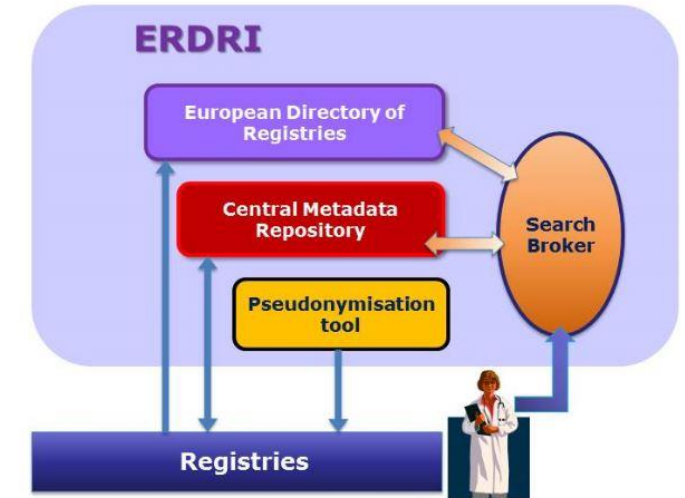 ERDRI
European Directory of
Registries
Central Metadata
Repository
Search
Broker
Pseudonymisation
tool
Registries